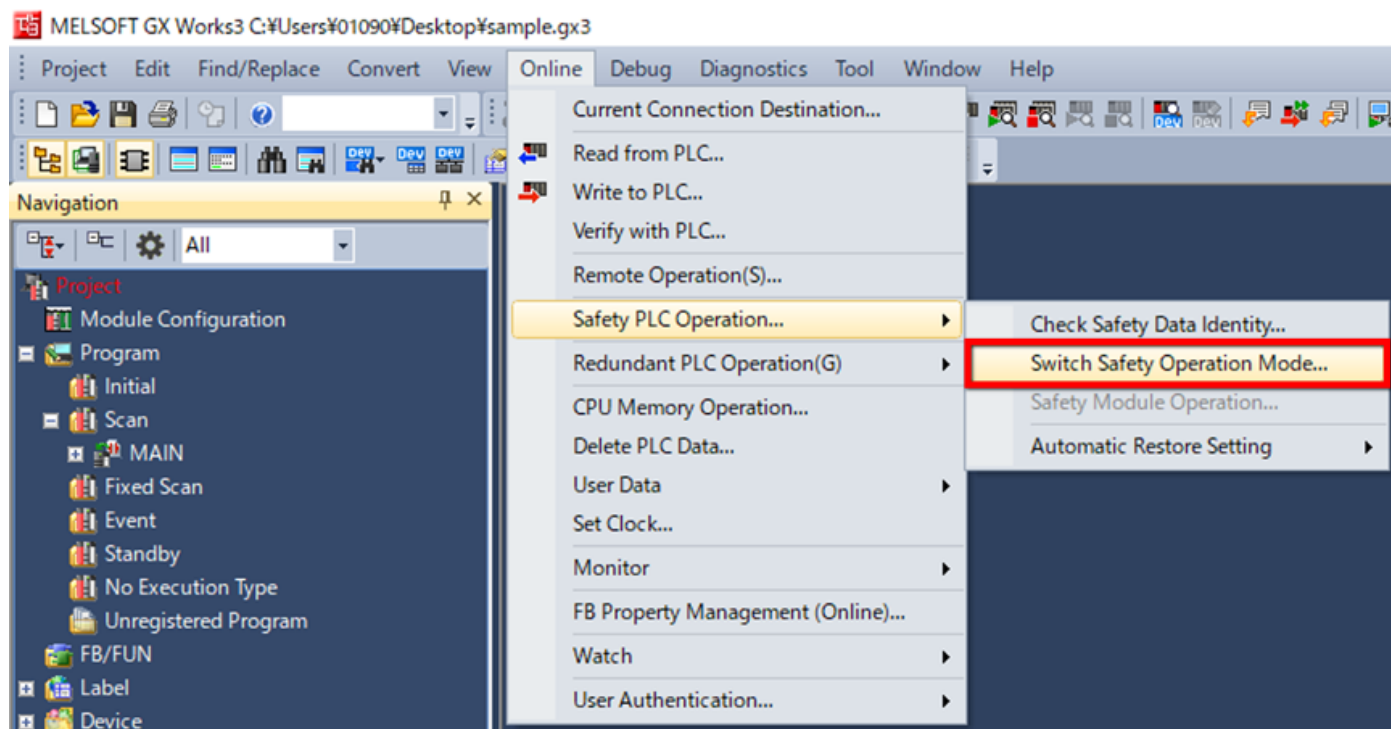 MELSOFT GX Works3 C:¥Users¥01090¥Desktop¥sample.gx3
Project Edit Find/Replace Convert View Online Debug Diagnostics Tool Window Help
Navigation
All
Project
Module Configuration
Program
Initial
Scan
MAIN
Fixed Scan
Event
Standby
No Execution Type
Unregistered Program
FB/FUN
Label
Device
Current Connection Destination...
Read from PLC...
Write to PLC...
Verify with PLC...
Remote Operation(S)...
Safety PLC Operation...
Redundant PLC Operation(G)
CPU Memory Operation...
Delete PLC Data...
User Data
Set Clock...
Monitor
FB Property Management (Online)...
Watch
User Authentication...
Check Safety Data Identity...
Switch Safety Operation Mode...
Safety Module Operation...
Automatic Restore Setting